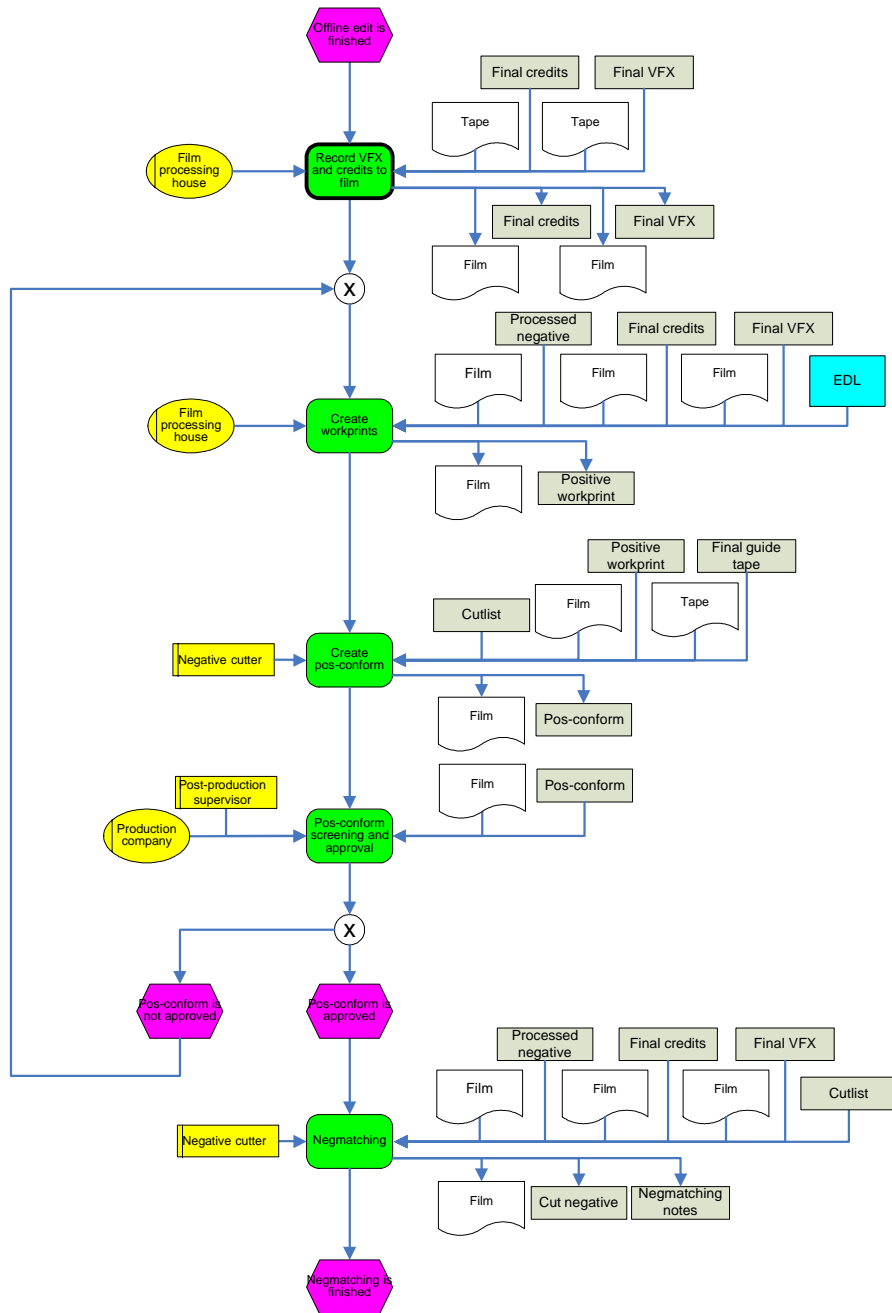 Offline edit is
finished
Final credits
Final VFX
Tape
Tape
Film
processing
house
Record VFX
and credits to
film
Final credits
Final VFX
Film
Film
X
Processed
negative
Final credits
Final VFX
Film
Film
Film
EDL
Film
processing
house
Create
workprints
Film
Positive
workprint
Positive
workprint
Final guide
tape
Cutlist
Film
Tape
Negative cutter
Create
pos-conform
Film
Pos-conform
Post-production
supervisor
Film
Pos-conform
Production
company
Pos-conform
screening and
approval
X
Pos-conform is
not approved
Pos-conform is
approved
Processed
negative
Final credits
Final VFX
Film
Film
Film
Cutlist
Negative cutter
Negmatching
Film
Cut negative
Negmatching
notes
Negmatching is
finished